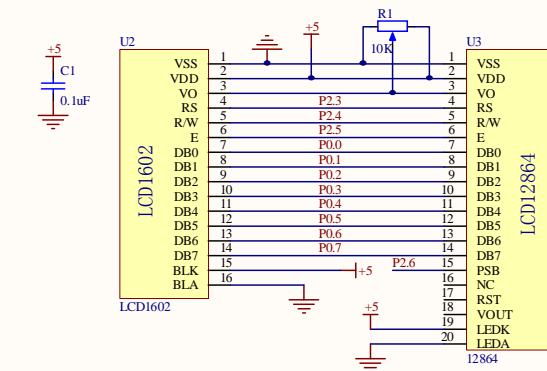 R1
+5
U2
10K
U3
+5
C1
0.1uF
VSS 1 1 VSS
VDD 2 2 VDD
VO 3 3 VO
RS 4 P2.3 4 RS
R/W 5 P2.4 5 R/W
E 6 P2.5 6 E
DB0 7 P0.0 7 DB0
DB1 8 P0.1 8 DB1
DB2 9 P0.2 9 DB2
DB3 10 P0.3 10 DB3
DB4 11 P0.4 11 DB4
DB5 12 P0.5 12 DB5
DB6 13 P0.6 13 DB6
DB7 14 P0.7 14 DB7
BLK 15 +5 P2.6 15 PSB
BLA 16 16 NC
17 RST
18 VOUT
+5
19 LEDK
20 LEDA
LCD1602
LCD12864
LCD1602
12864